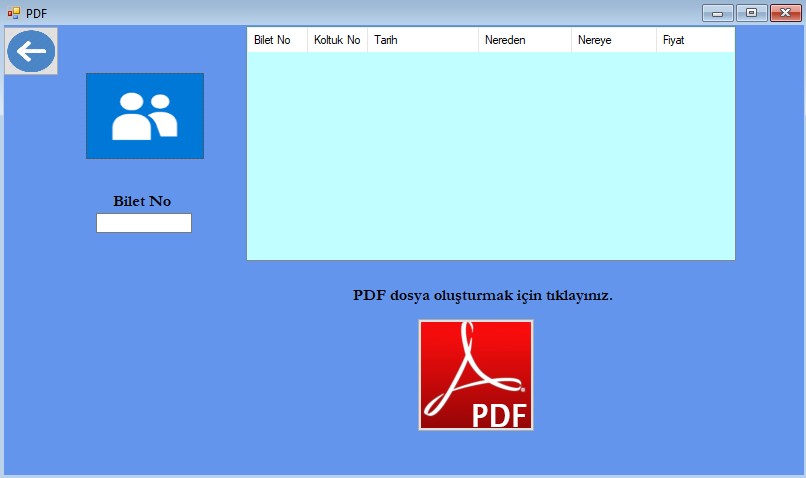 PDF
Bilet No Koltuk No Tarih Nereden Nereye Fiyat
Bilet No
PDF dosya oluşturmak için tıklayınız.
PDF